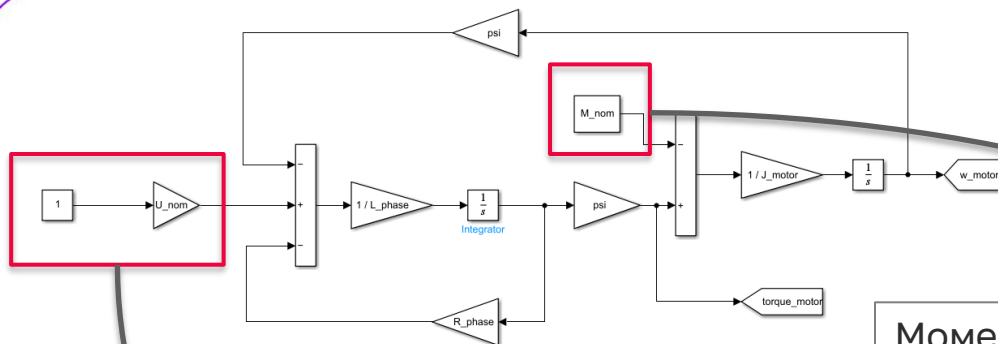 psi
M_nom
1
U_nom
−
+
−
1 / L_phase
1
s
Integrator
psi
−
+
1 / J_motor
1
s
w_motor
R_phase
torque_motor
Моме